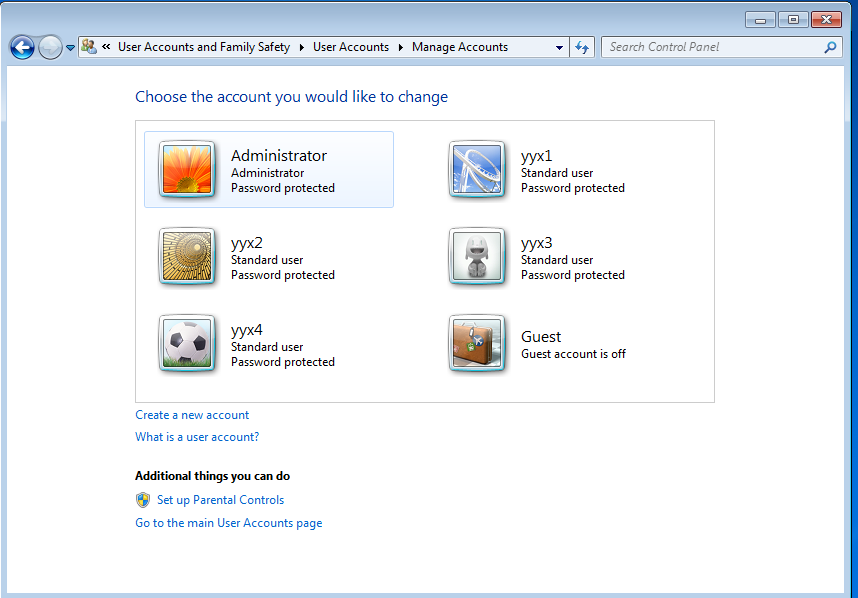 « User Accounts and Family Safety ▸ User Accounts ▸ Manage Accounts
Search Control Panel
Choose the account you would like to change
Administrator
Administrator
Password protected
yyx1
Standard user
Password protected
yyx2
Standard user
Password protected
yyx3
Standard user
Password protected
yyx4
Standard user
Password protected
Guest
Guest account is off
Create a new account
What is a user account?
Additional things you can do
Set up Parental Controls
Go to the main User Accounts page